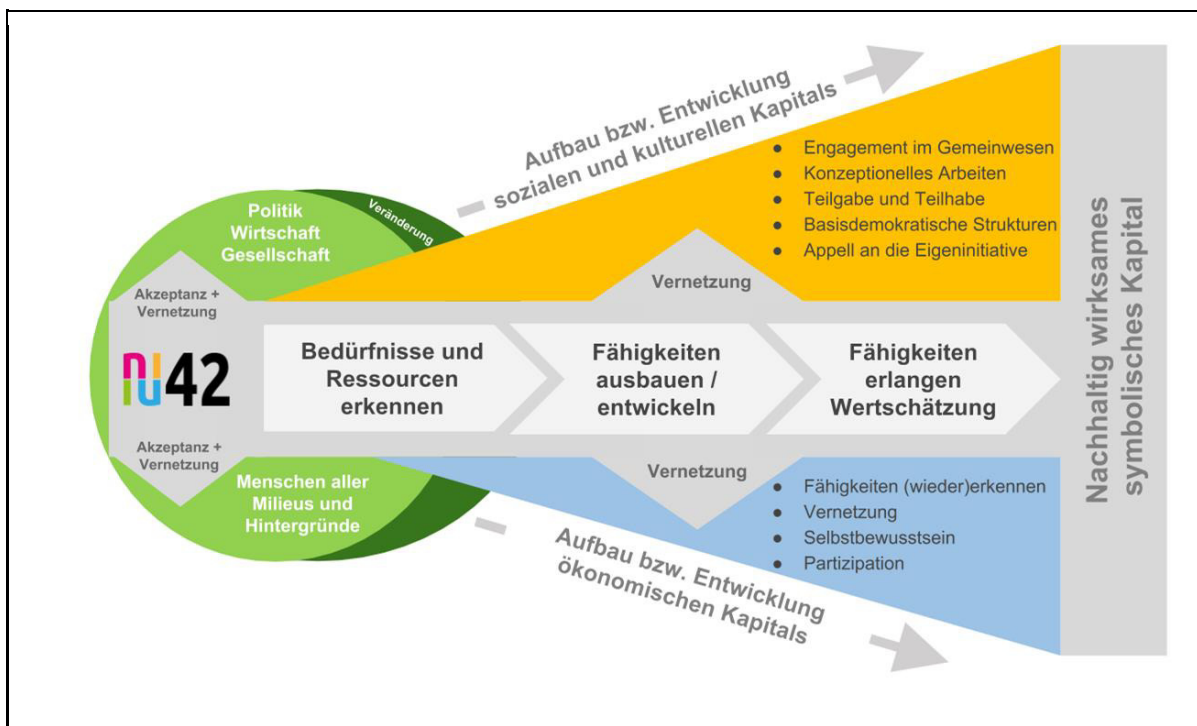 Aufbau bzw. Entwicklung
sozialen und kulturellen Kapitals
Politik
Wirtschaft
Gesellschaft
Veränderung
Akzeptanz +
Vernetzung
nu42
Akzeptanz +
Vernetzung
Menschen aller
Milieus und
Hintergründe
Bedürfnisse und
Ressourcen
erkennen
Vernetzung
Fähigkeiten
ausbauen /
entwickeln
Vernetzung
Fähigkeiten
erlangen
Wertschätzung
● Engagement im Gemeinwesen
● Konzeptionelles Arbeiten
● Teilgabe und Teilhabe
● Basisdemokratische Strukturen
● Appell an die Eigeninitiative
● Fähigkeiten (wieder)erkennen
● Vernetzung
● Selbstbewusstsein
● Partizipation
Aufbau bzw. Entwicklung
ökonomischen Kapitals
Nachhaltig wirksames
symbolisches Kapital